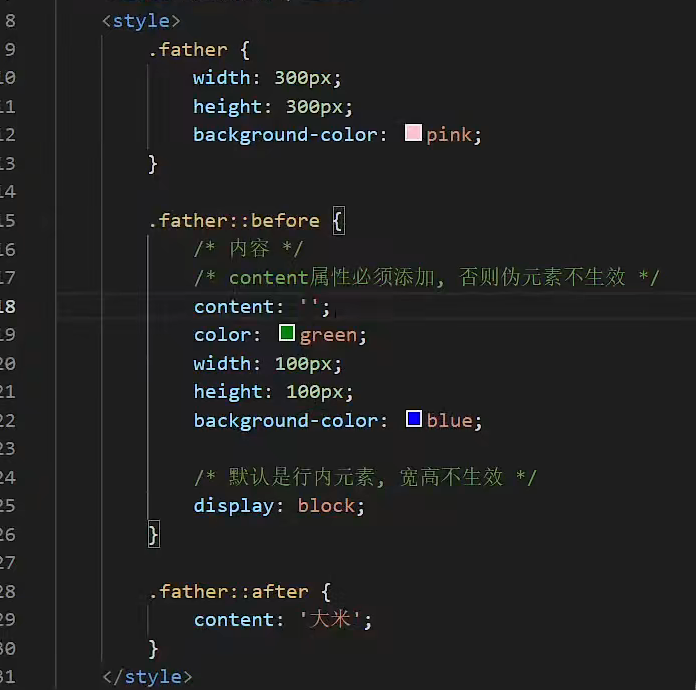 8 <style>
9 .father {
10 width: 300px;
11 height: 300px;
12 background-color: pink;
13 }
14
15 .father::before {
16 /* 内容 */
17 /* content属性必须添加, 否则伪元素不生效 */
18 content: '';
19 color: green;
20 width: 100px;
21 height: 100px;
22 background-color: blue;
23
24 /* 默认是行内元素, 宽高不生效 */
25 display: block;
26 }
27
28 .father::after {
29 content: '大米';
30 }
31 </style>